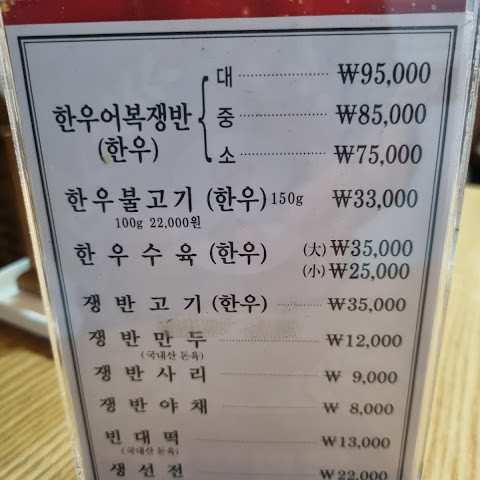 한우어복쟁반 (한우)
대 ₩95,000
중 ₩85,000
소 ₩75,000
한우불고기 (한우) 150g ₩33,000
100g 22,000원
한우수육 (한우) (大) ₩35,000
(小) ₩25,000
쟁반고기 (한우) ₩35,000
쟁반만두 ₩12,000
(국내산 돈육)
쟁반사리 ₩ 9,000
쟁반야채 ₩ 8,000
빈대떡 ₩13,000
(국내산 돈육)
생선전 ₩22,000